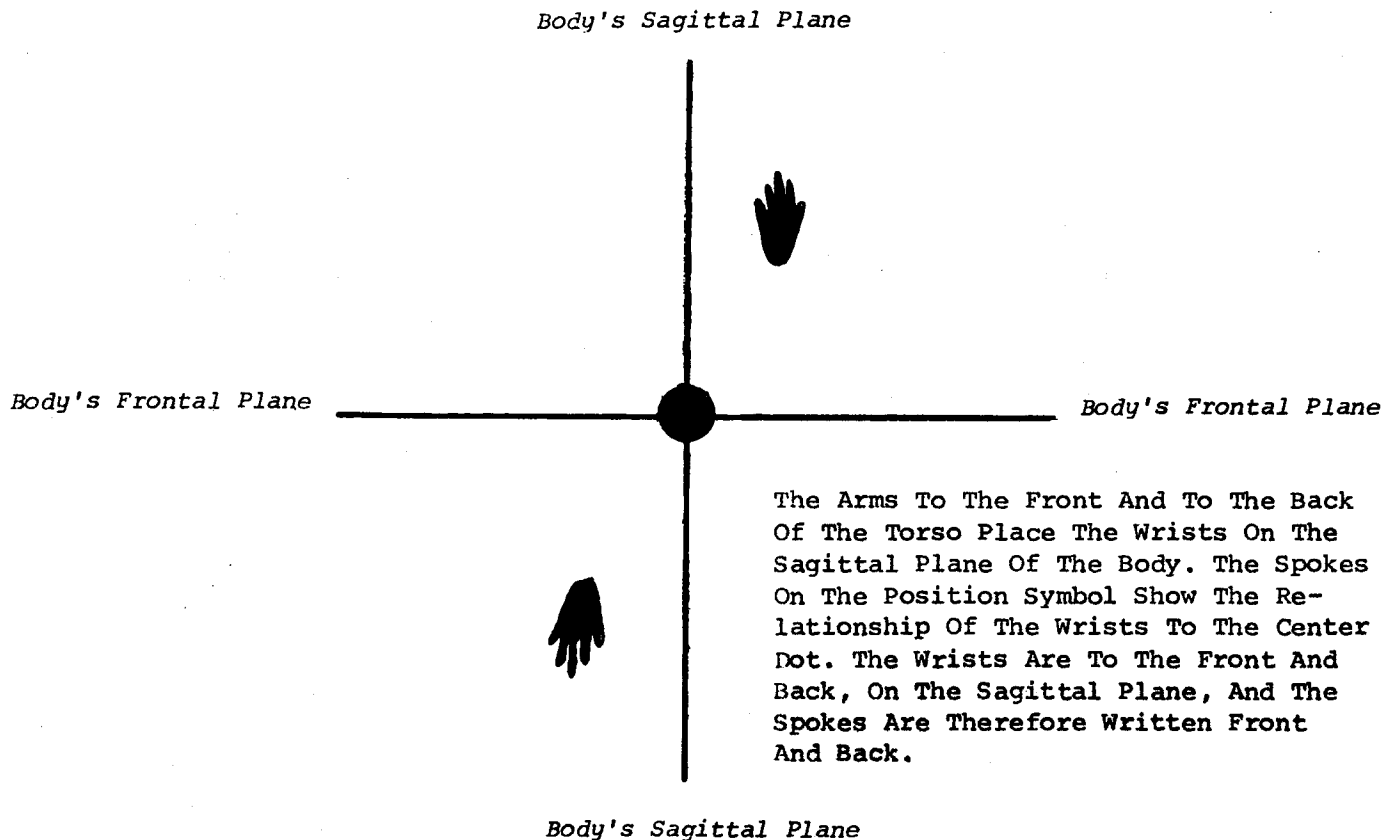 Body's Sagittal Plane
Body's Frontal Plane
Body's Frontal Plane
The Arms To The Front And To The Back
Of The Torso Place The Wrists On The
Sagittal Plane Of The Body. The Spokes
On The Position Symbol Show The Re-
lationship Of The Wrists To The Center
Dot. The Wrists Are To The Front And
Back, On The Sagittal Plane, And The
Spokes Are Therefore Written Front
And Back.
Body's Sagittal Plane